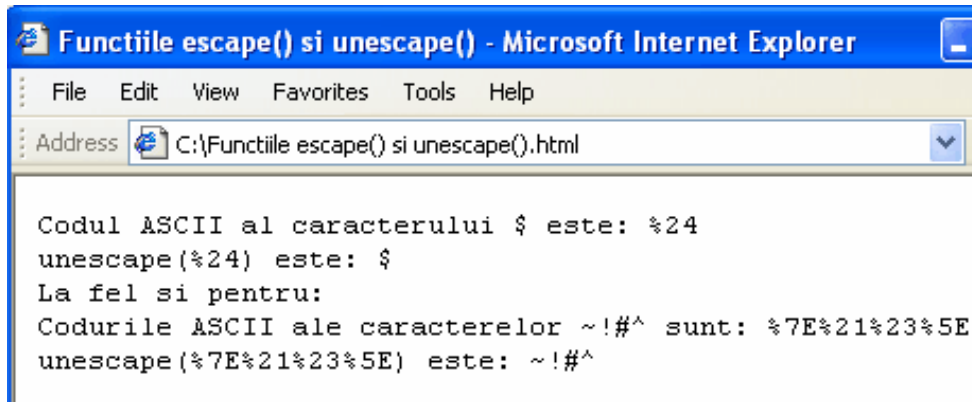 Functiile escape() si unescape() - Microsoft Internet Explorer
File Edit View Favorites Tools Help
Address C:\Functiile escape() si unescape().html
Codul ASCII al caracterului $ este: %24
unescape(%24) este: $
La fel si pentru:
Codurile ASCII ale caracterelor ~!#^ sunt: %7E%21%23%5E
unescape(%7E%21%23%5E) este: ~!#^